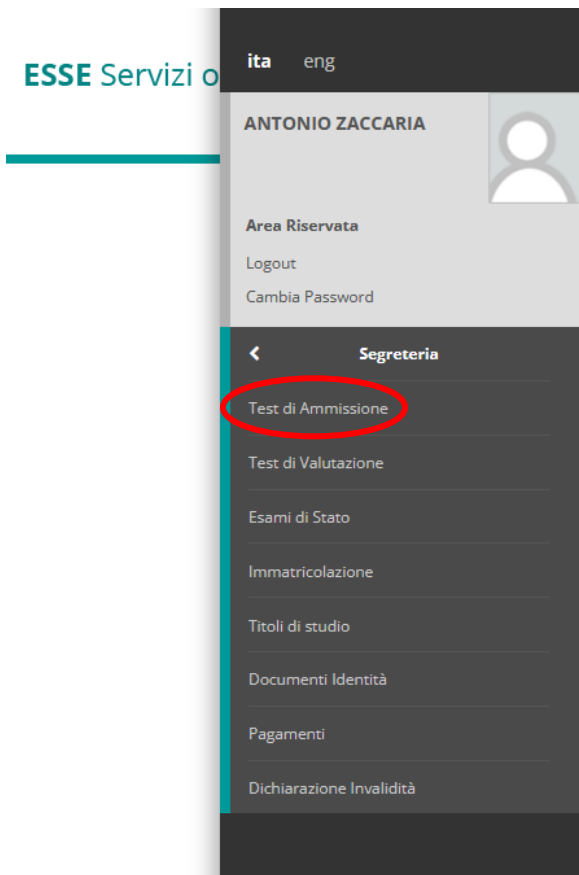 ESSE Servizi o
ita eng
ANTONIO ZACCARIA
Area Riservata
Logout
Cambia Password
Segreteria
Test di Ammissione
Test di Valutazione
Esami di Stato
Immatricolazione
Titoli di studio
Documenti Identità
Pagamenti
Dichiarazione Invalidità